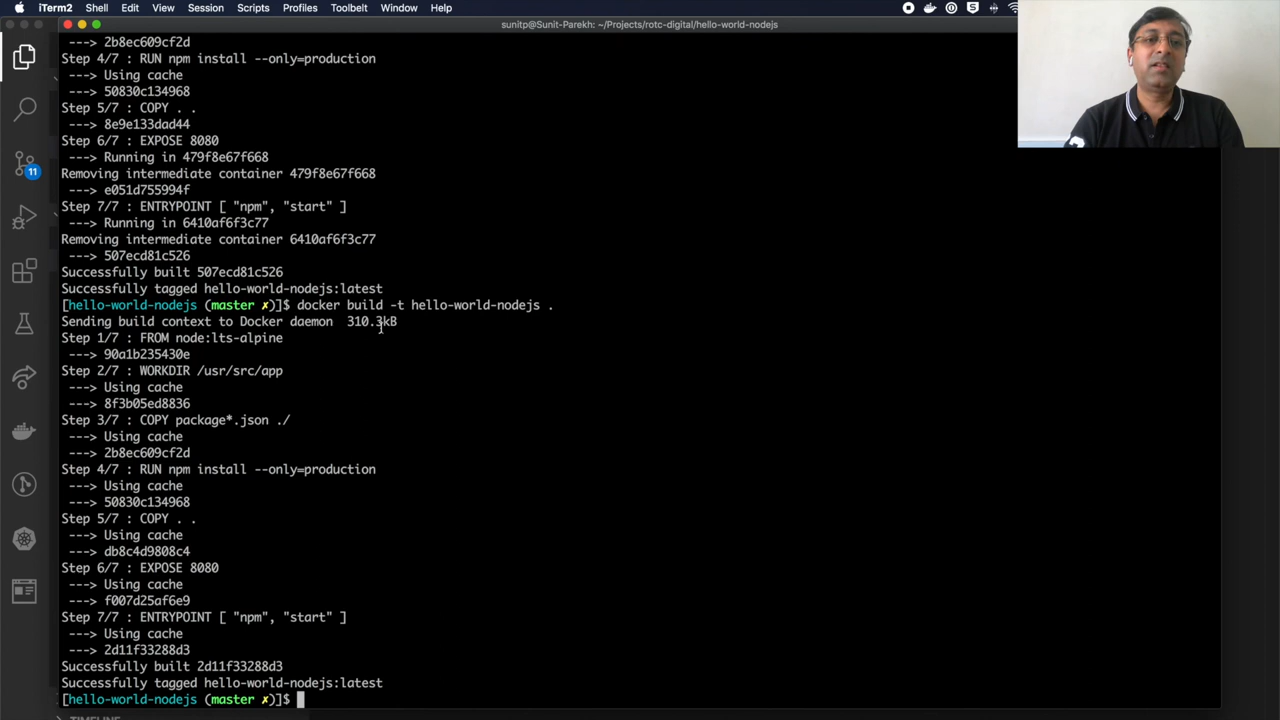 iTerm2 Shell Edit View Session Scripts Profiles Toolbelt Window Help
sunitp@Sunit-Parekh: ~/Projects/rotc-digital/hello-world-nodejs
---> 2b8ec609cf2d
Step 4/7 : RUN npm install --only=production
---> Using cache
---> 50830c134968
Step 5/7 : COPY . .
---> 8e9e133dad44
Step 6/7 : EXPOSE 8080
---> Running in 479f8e67f668
Removing intermediate container 479f8e67f668
---> e051d755994f
Step 7/7 : ENTRYPOINT [ "npm", "start" ]
---> Running in 6410af6f3c77
Removing intermediate container 6410af6f3c77
---> 507ecd81c526
Successfully built 507ecd81c526
Successfully tagged hello-world-nodejs:latest
[hello-world-nodejs (master ✗)]$ docker build -t hello-world-nodejs .
Sending build context to Docker daemon 310.3kB
Step 1/7 : FROM node:lts-alpine
---> 90a1b235430e
Step 2/7 : WORKDIR /usr/src/app
---> Using cache
---> 8f3b05ed8836
Step 3/7 : COPY package*.json ./
---> Using cache
---> 2b8ec609cf2d
Step 4/7 : RUN npm install --only=production
---> Using cache
---> 50830c134968
Step 5/7 : COPY . .
---> Using cache
---> db8c4d9808c4
Step 6/7 : EXPOSE 8080
---> Using cache
---> f007d25af6e9
Step 7/7 : ENTRYPOINT [ "npm", "start" ]
---> Using cache
---> 2d11f33288d3
Successfully built 2d11f33288d3
Successfully tagged hello-world-nodejs:latest
[hello-world-nodejs (master ✗)]$
11
TIMELINE